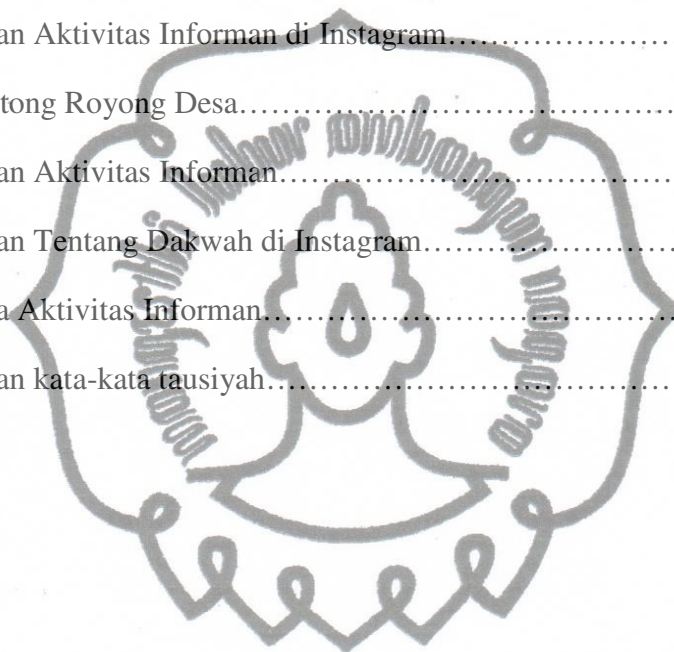 an Aktivitas Informan di Instagram……………………
tong Royong Desa…………………………………………
an Aktivitas Informan……………………………………
an Tentang Dakwah di Instagram………………………
a Aktivitas Informan………………………………………
an kata-kata tausiyah……………………………………